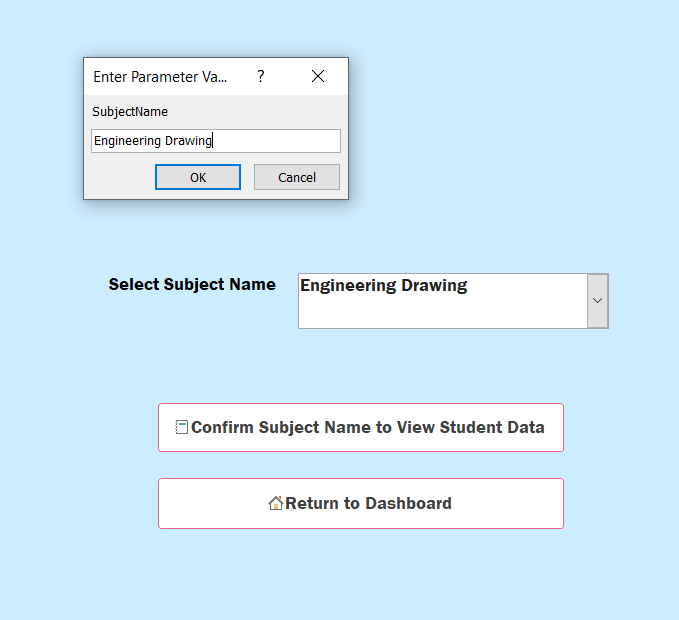 Enter Parameter Va... ?
SubjectName
Engineering Drawing
OK Cancel
Select Subject Name Engineering Drawing
Confirm Subject Name to View Student Data
Return to Dashboard